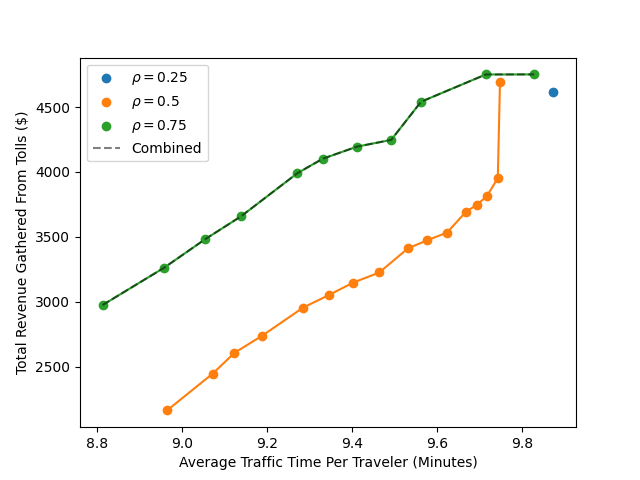 ρ = 0.25
ρ = 0.5
ρ = 0.75
Combined
4500
4000
3500
3000
2500
Total Revenue Gathered From Tolls ($)
8.8 9.0 9.2 9.4 9.6 9.8
Average Traffic Time Per Traveler (Minutes)